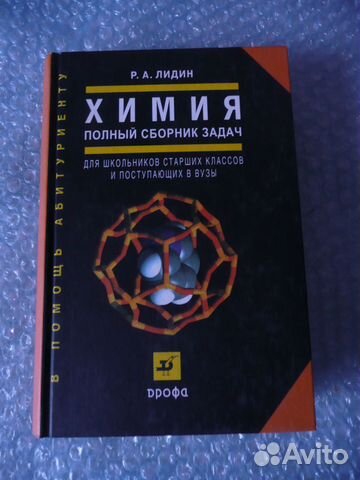 Р. А. ЛИДИН
ХИМИЯ
ПОЛНЫЙ СБОРНИК ЗАДАЧ
ДЛЯ ШКОЛЬНИКОВ СТАРШИХ КЛАССОВ
И ПОСТУПАЮЩИХ В ВУЗЫ
В ПОМОЩЬ АБИТУРИЕНТУ
ДРОФА
Avito